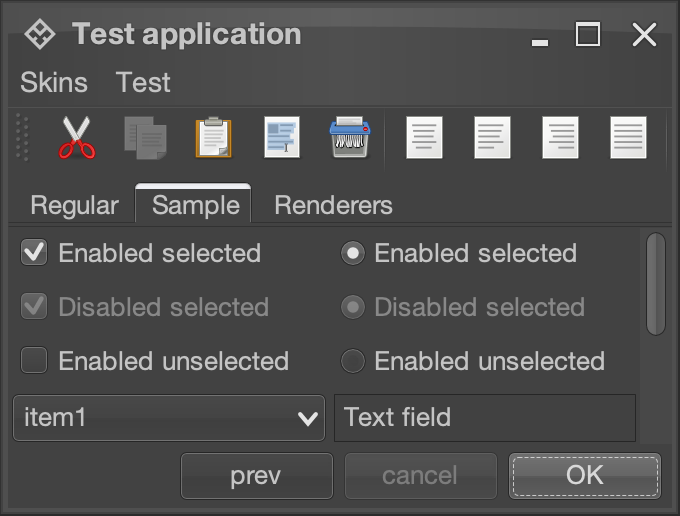 Test application
Skins Test
Regular Sample Renderers
Enabled selected Enabled selected
Disabled selected Disabled selected
Enabled unselected Enabled unselected
item1 Text field
prev cancel OK